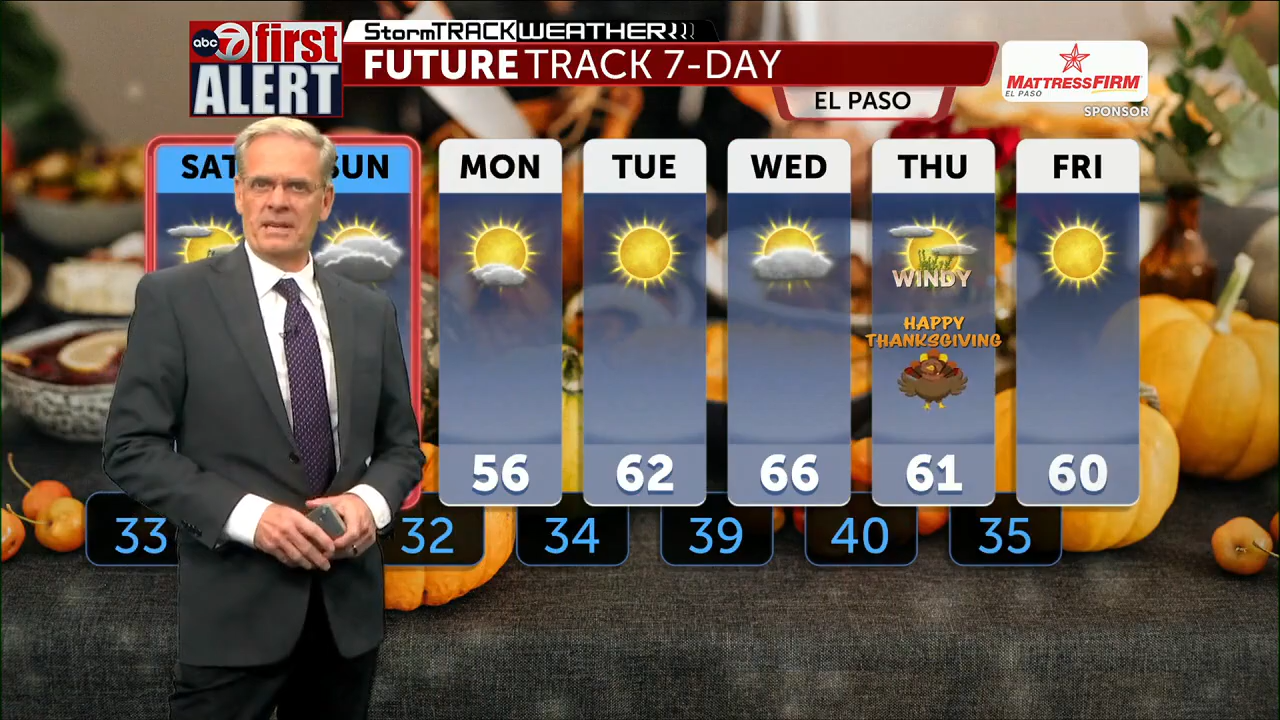 abc 7 first
ALERT
StormTRACKWEATHER
FUTURE TRACK 7-DAY
EL PASO
MATTRESSFIRM
EL PASO
SPONSOR
SAT SUN MON TUE WED THU FRI
WINDY
HAPPY
THANKSGIVING
56 62 66 61 60
33 32 34 39 40 35